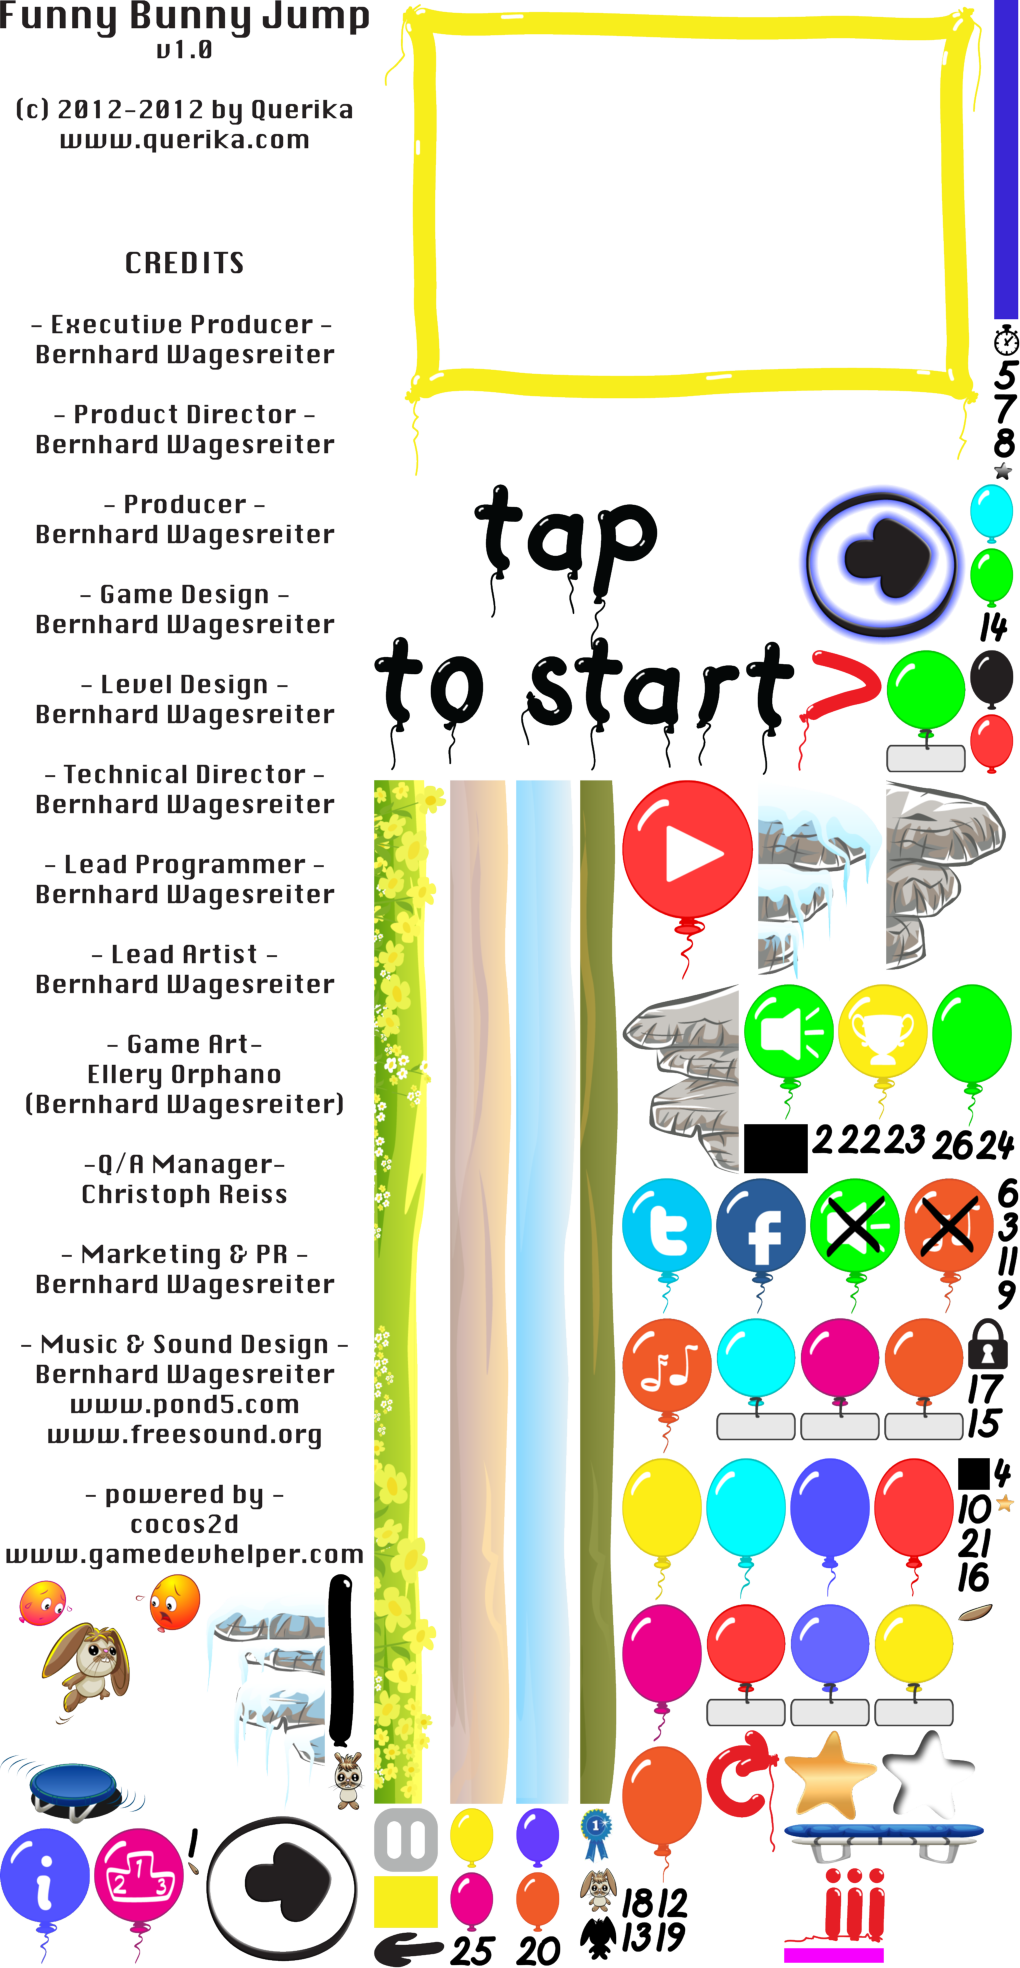 Funny Bunny Jump
v1.0
(c) 2012-2012 by Querika
www.querika.com
CREDITS
- Executive Producer -
Bernhard Wagesreiter
- Product Director -
Bernhard Wagesreiter
- Producer -
Bernhard Wagesreiter
- Game Design -
Bernhard Wagesreiter
- Level Design -
Bernhard Wagesreiter
- Technical Director -
Bernhard Wagesreiter
- Lead Programmer -
Bernhard Wagesreiter
- Lead Artist -
Bernhard Wagesreiter
- Game Art-
Ellery Orphano
(Bernhard Wagesreiter)
-Q/A Manager-
Christoph Reiss
- Marketing & PR -
Bernhard Wagesreiter
- Music & Sound Design -
Bernhard Wagesreiter
www.pond5.com
www.freesound.org
- powered by -
cocos2d
www.gamedevhelper.com
5
7
8
tap
to start
14
2 22 23 26 24
t f
6
3
11
9
17
15
4
10
21
16
i
1
2 3
1
18 12
13 19
25 20